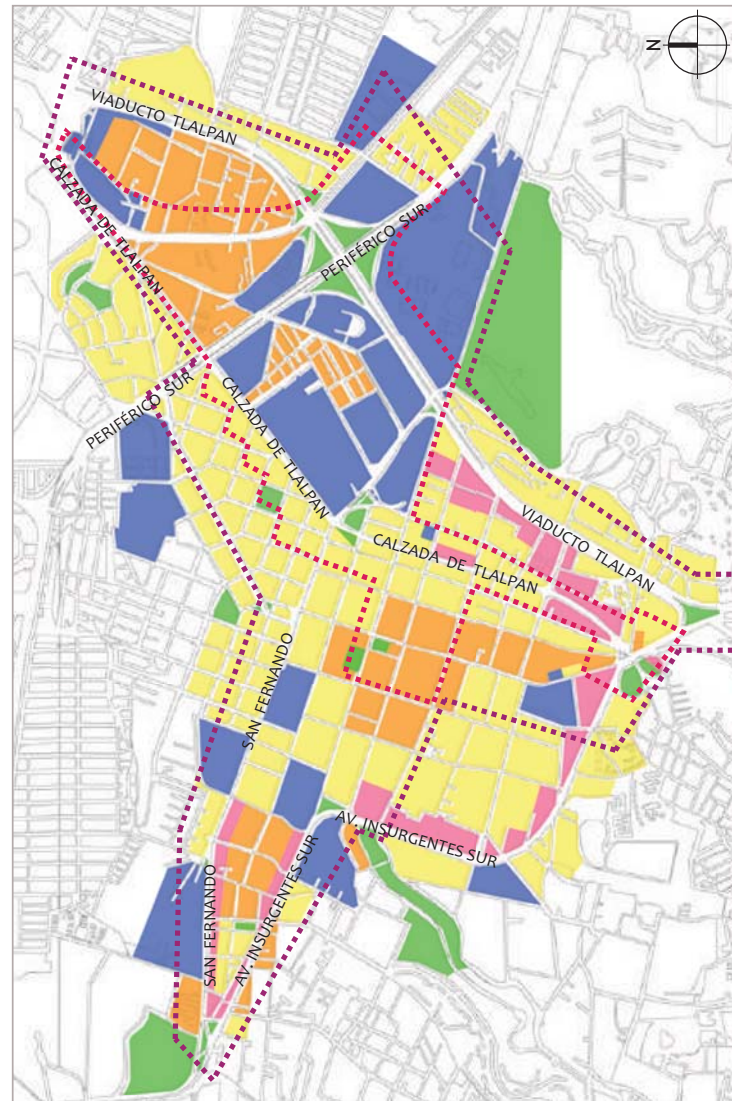 N
VIADUCTO TLALPAN
CALZADA DE TLALPAN
PERIFÉRICO SUR
PERIFÉRICO SUR
CALZADA DE TLALPAN
VIADUCTO TLALPAN
CALZADA DE TLALPAN
SAN FERNANDO
AV. INSURGENTES SUR
AV. INSURGENTES SUR
SAN FERNANDO